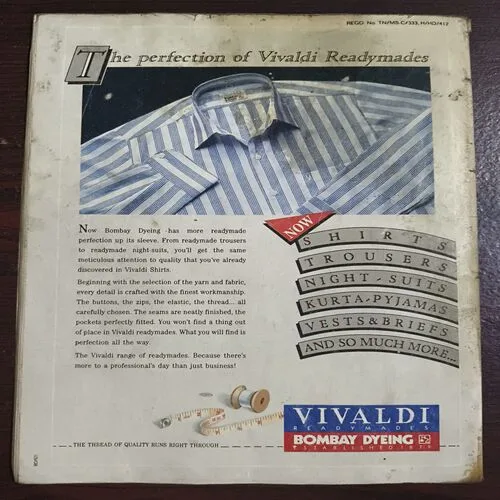 REGD. No. TN/MS-C/333, H/HD/417
The perfection of Vivaldi Readymades
Now Bombay Dyeing has more readymade
perfection up its sleeve. From readymade trousers
to readymade night-suits, you'll get the same
meticulous attention to quality that you've already
discovered in Vivaldi Shirts.
Beginning with the selection of the yarn and fabric,
every detail is crafted with the finest workmanship.
The buttons, the zips, the elastic, the thread... all
carefully chosen. The seams are neatly finished, the
pockets perfectly fitted. You won't find a thing out
of place in Vivaldi readymades. What you will find is
perfection all the way.
The Vivaldi range of readymades. Because there's
more to a professional's day than just business!
NOW
SHIRTS
TROUSERS
NIGHT-SUITS
KURTA-PYJAMAS
VESTS & BRIEFS
AND SO MUCH MORE...
THE THREAD OF QUALITY RUNS RIGHT THROUGH
VIVALDI
READYMADES
BOMBAY DYEING
ESTABLISHED 1879